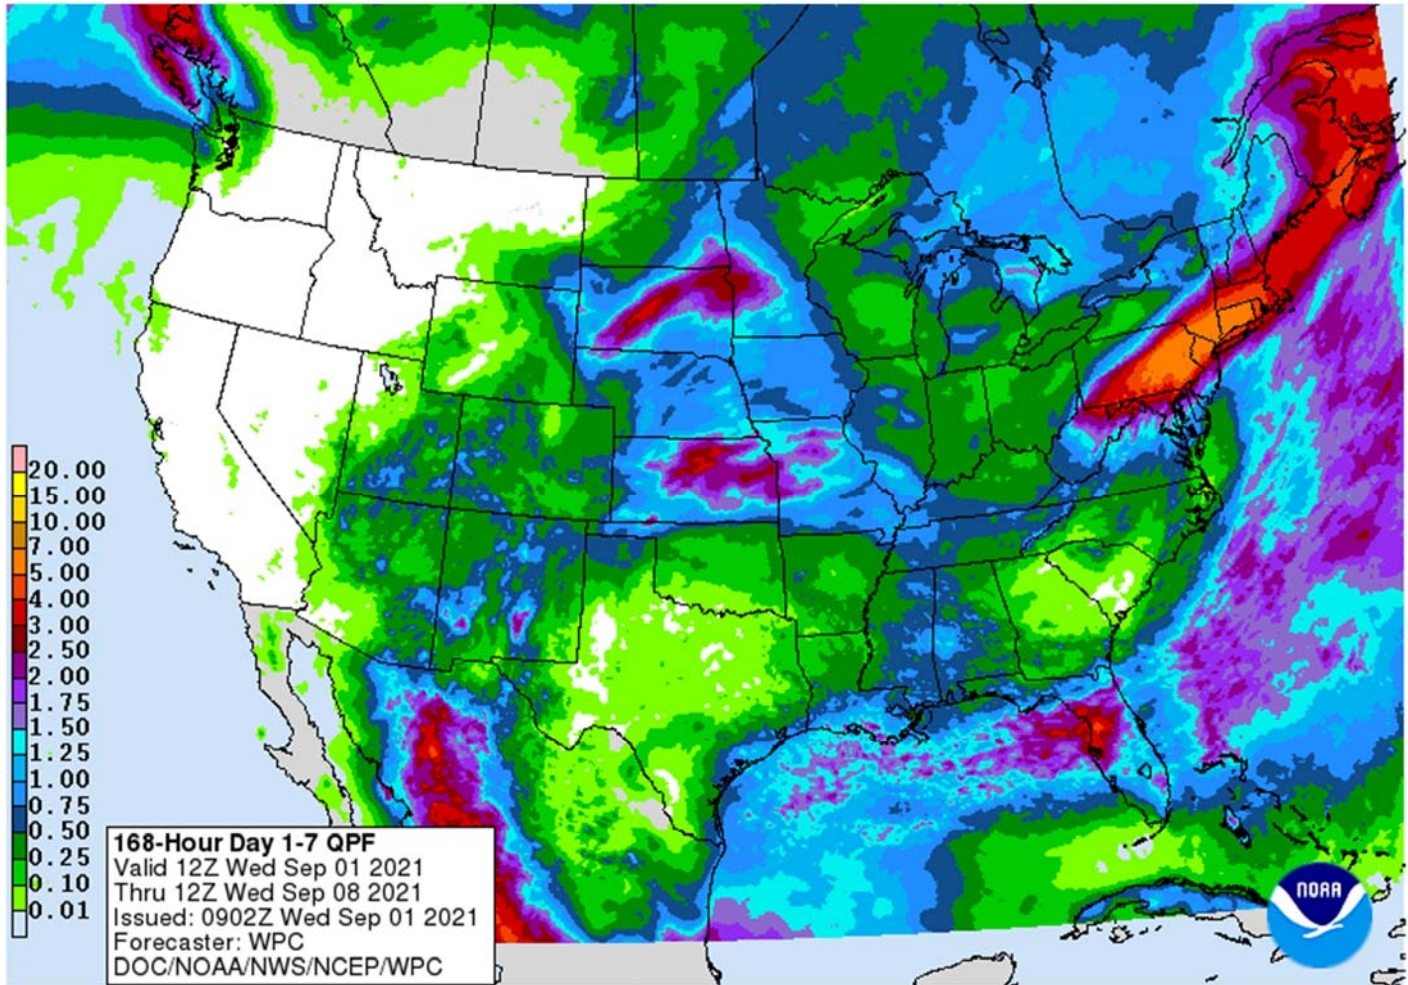 20.00
15.00
10.00
7.00
5.00
4.00
3.00
2.50
2.00
1.75
1.50
1.25
1.00
0.75
0.50
0.25
0.10
0.01
168-Hour Day 1-7 QPF
Valid 12Z Wed Sep 01 2021
Thru 12Z Wed Sep 08 2021
Issued: 0902Z Wed Sep 01 2021
Forecaster: WPC
DOC/NOAA/NWS/NCEP/WPC
NOAA